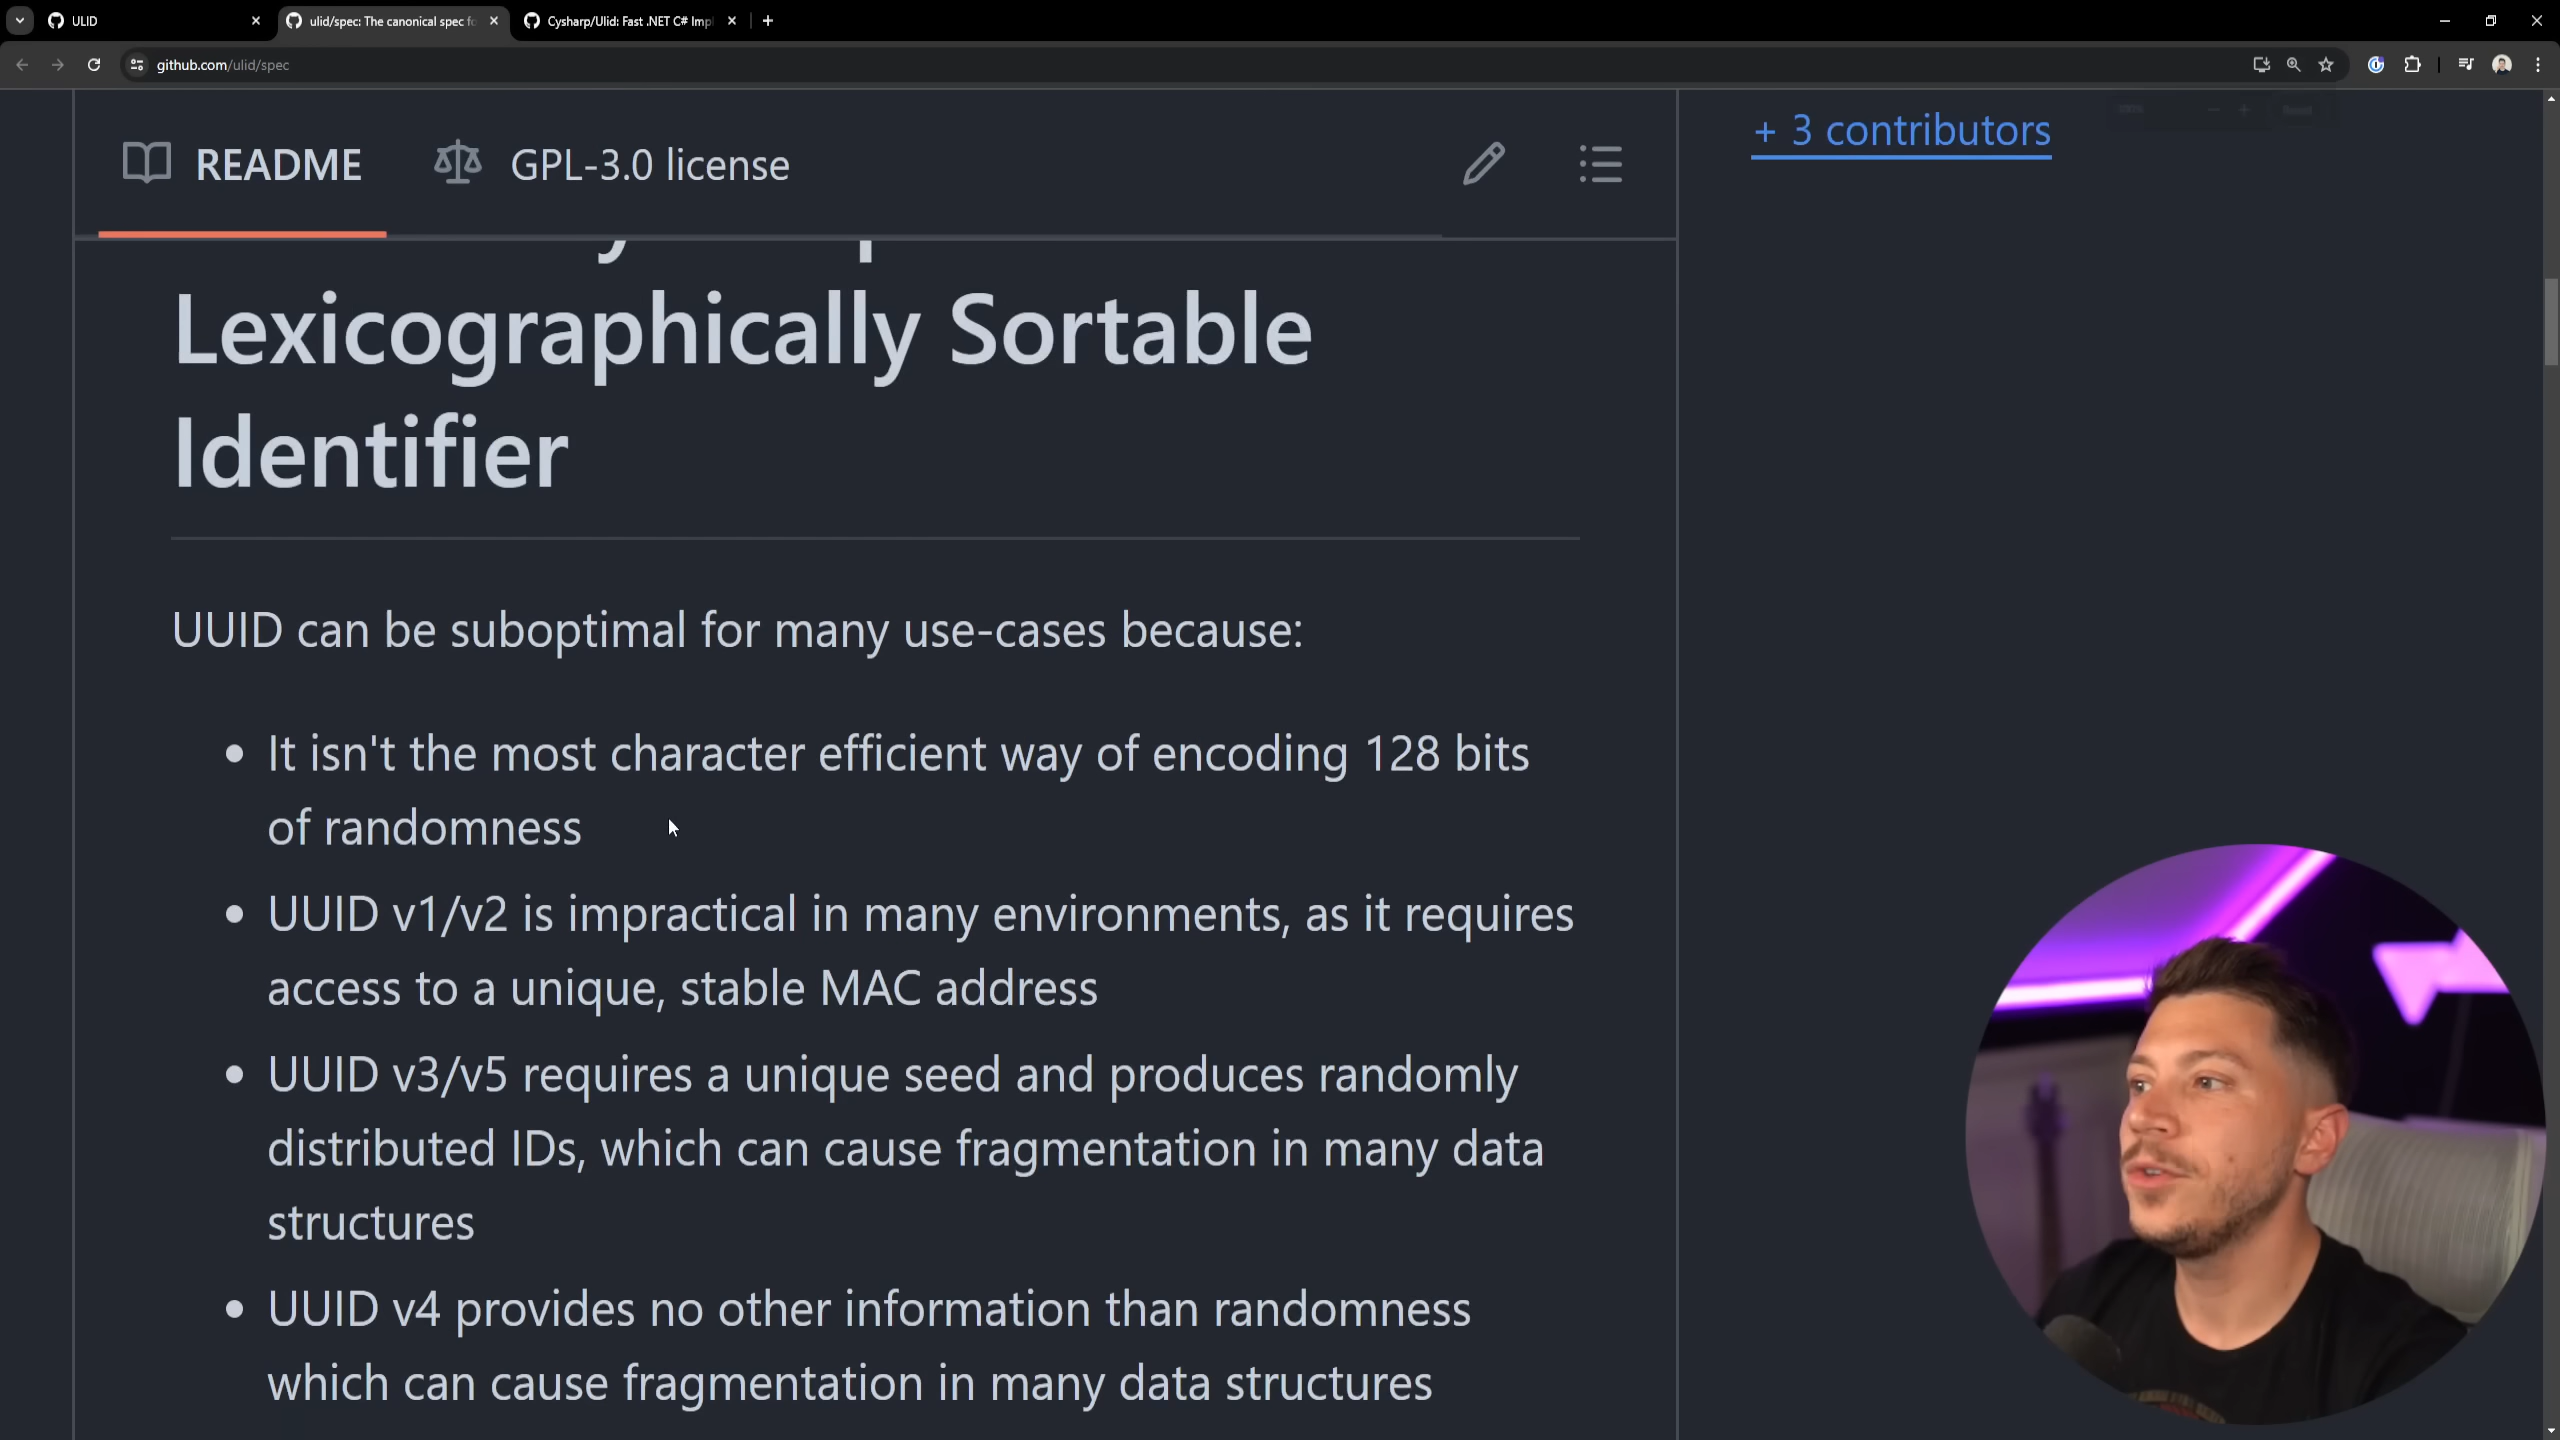 ULID
ulid/spec: The canonical spec fo
Cysharp/Ulid: Fast .NET C# Impl
github.com/ulid/spec
README
GPL-3.0 license
+ 3 contributors
Lexicographically Sortable
Identifier
UUID can be suboptimal for many use-cases because:
It isn't the most character efficient way of encoding 128 bits
of randomness
UUID v1/v2 is impractical in many environments, as it requires
access to a unique, stable MAC address
UUID v3/v5 requires a unique seed and produces randomly
distributed IDs, which can cause fragmentation in many data
structures
UUID v4 provides no other information than randomness
which can cause fragmentation in many data structures